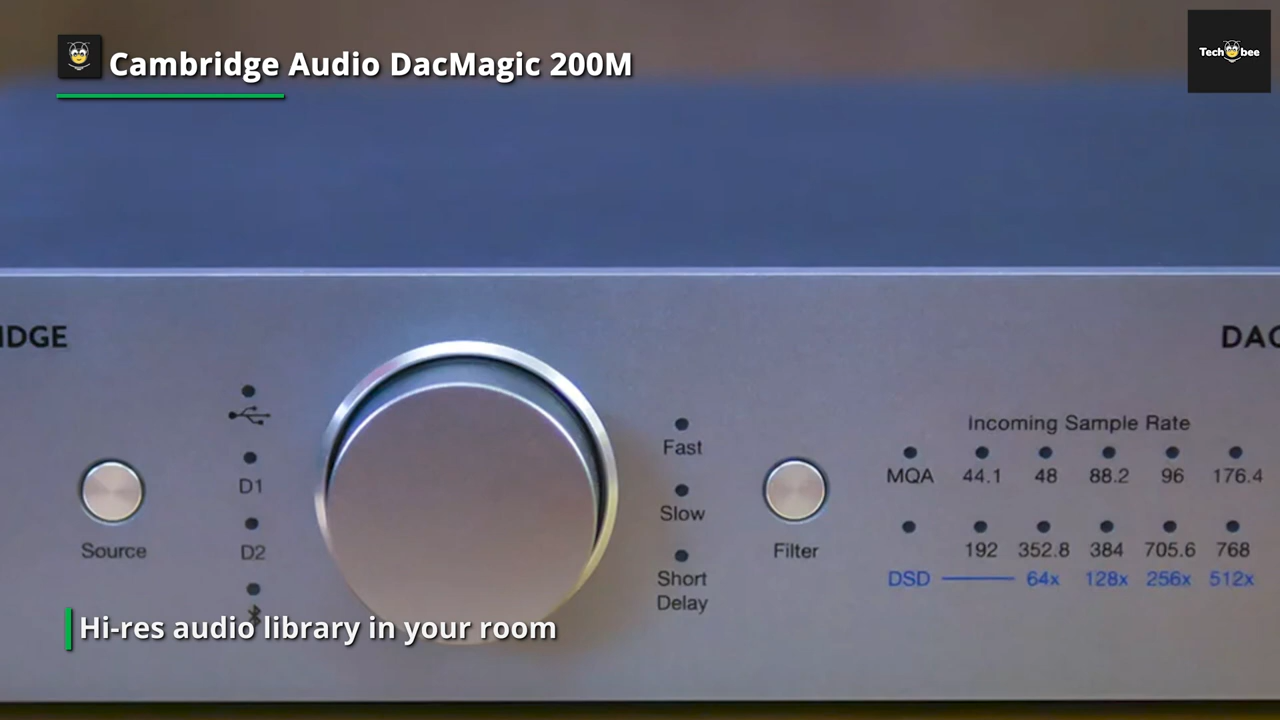 Cambridge Audio DacMagic 200M
Tech bee
IDGE
DAC
Incoming Sample Rate
MQA 44.1 48 88.2 96 176.4
192 352.8 384 705.6 768
DSD 64x 128x 256x 512x
Source
D1
D2
Fast
Slow
Short
Delay
Filter
Hi-res audio library in your room